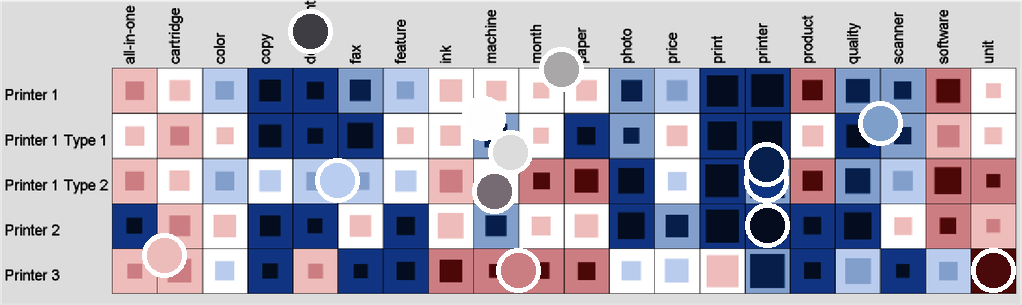 all-in-one
cartridge
color
copy
fax
feature
ink
machine
month
photo
price
print
printer
product
quality
scanner
software
unit
Printer 1
Printer 1 Type 1
Printer 1 Type 2
Printer 2
Printer 3